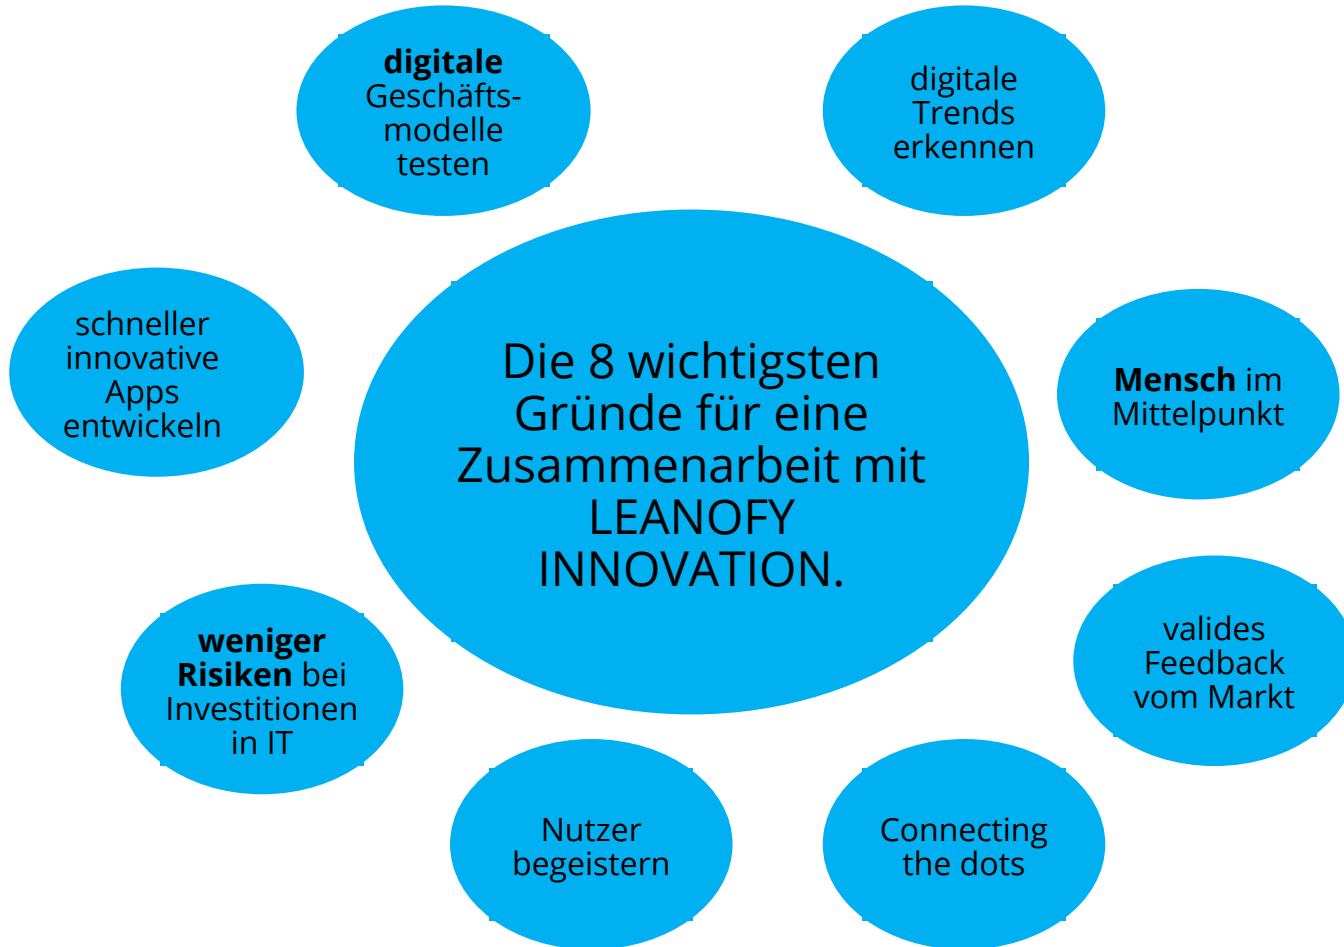 digitale
Geschäfts-
modelle
testen
digitale
Trends
erkennen
schneller
innovative
Apps
entwickeln
Die 8 wichtigsten
Gründe für eine
Zusammenarbeit mit
LEANOFY
INNOVATION.
Mensch im
Mittelpunkt
weniger
Risiken bei
Investitionen
in IT
valides
Feedback
vom Markt
Nutzer
begeistern
Connecting
the dots